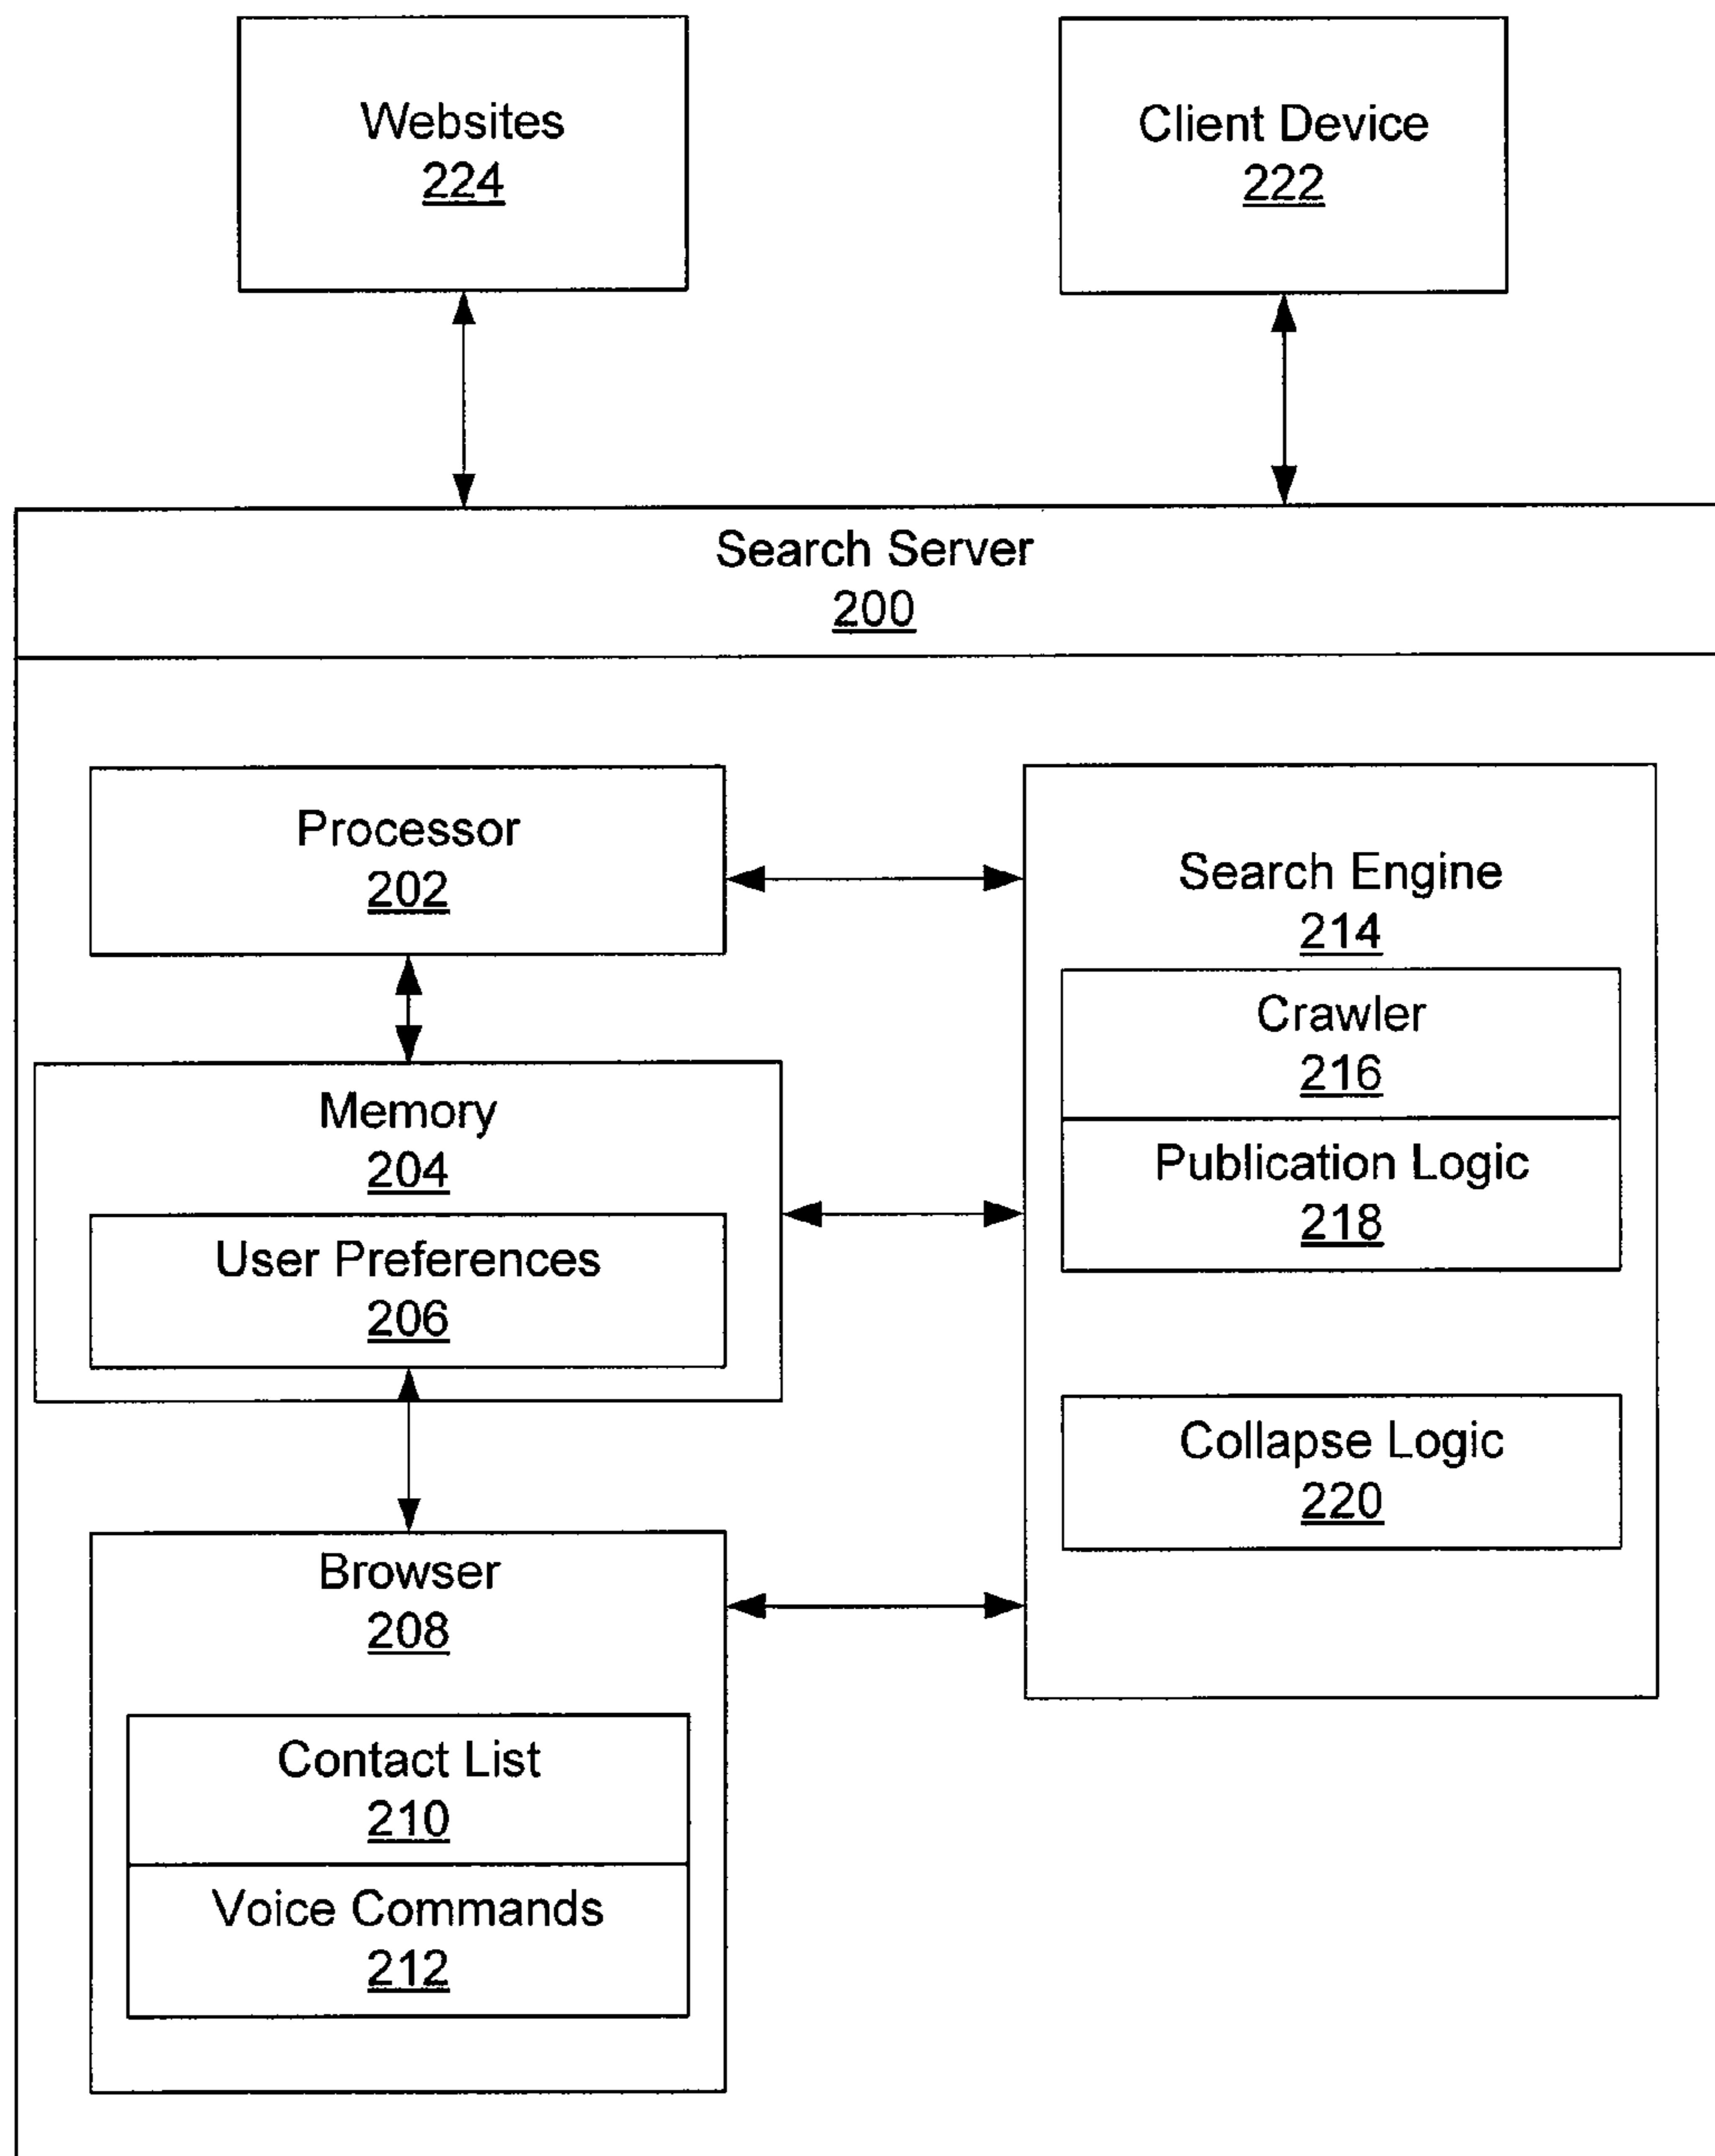 Websites
224
Client Device
222
Search Server
200
Processor
202
Memory
204
User Preferences
206
Browser
208
Contact List
210
Voice Commands
212
Search Engine
214
Crawler
216
Publication Logic
218
Collapse Logic
220